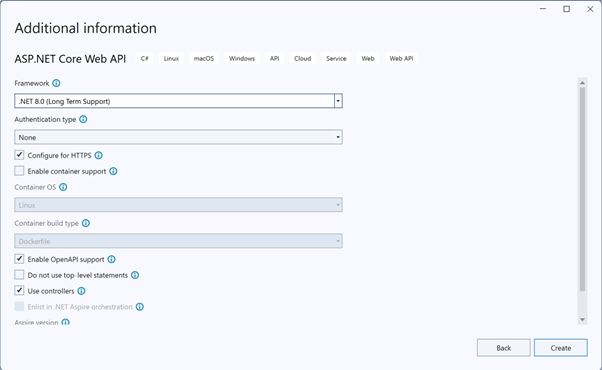 Additional information
ASP.NET Core Web API C# Linux macOS Windows API Cloud Service Web Web API
Framework
.NET 8.0 (Long Term Support)
Authentication type
None
Configure for HTTPS
Enable container support
Container OS
Linux
Container build type
Dockerfile
Enable OpenAPI support
Do not use top-level statements
Use controllers
Enlist in .NET Aspire orchestration
Aspire version
Back Create